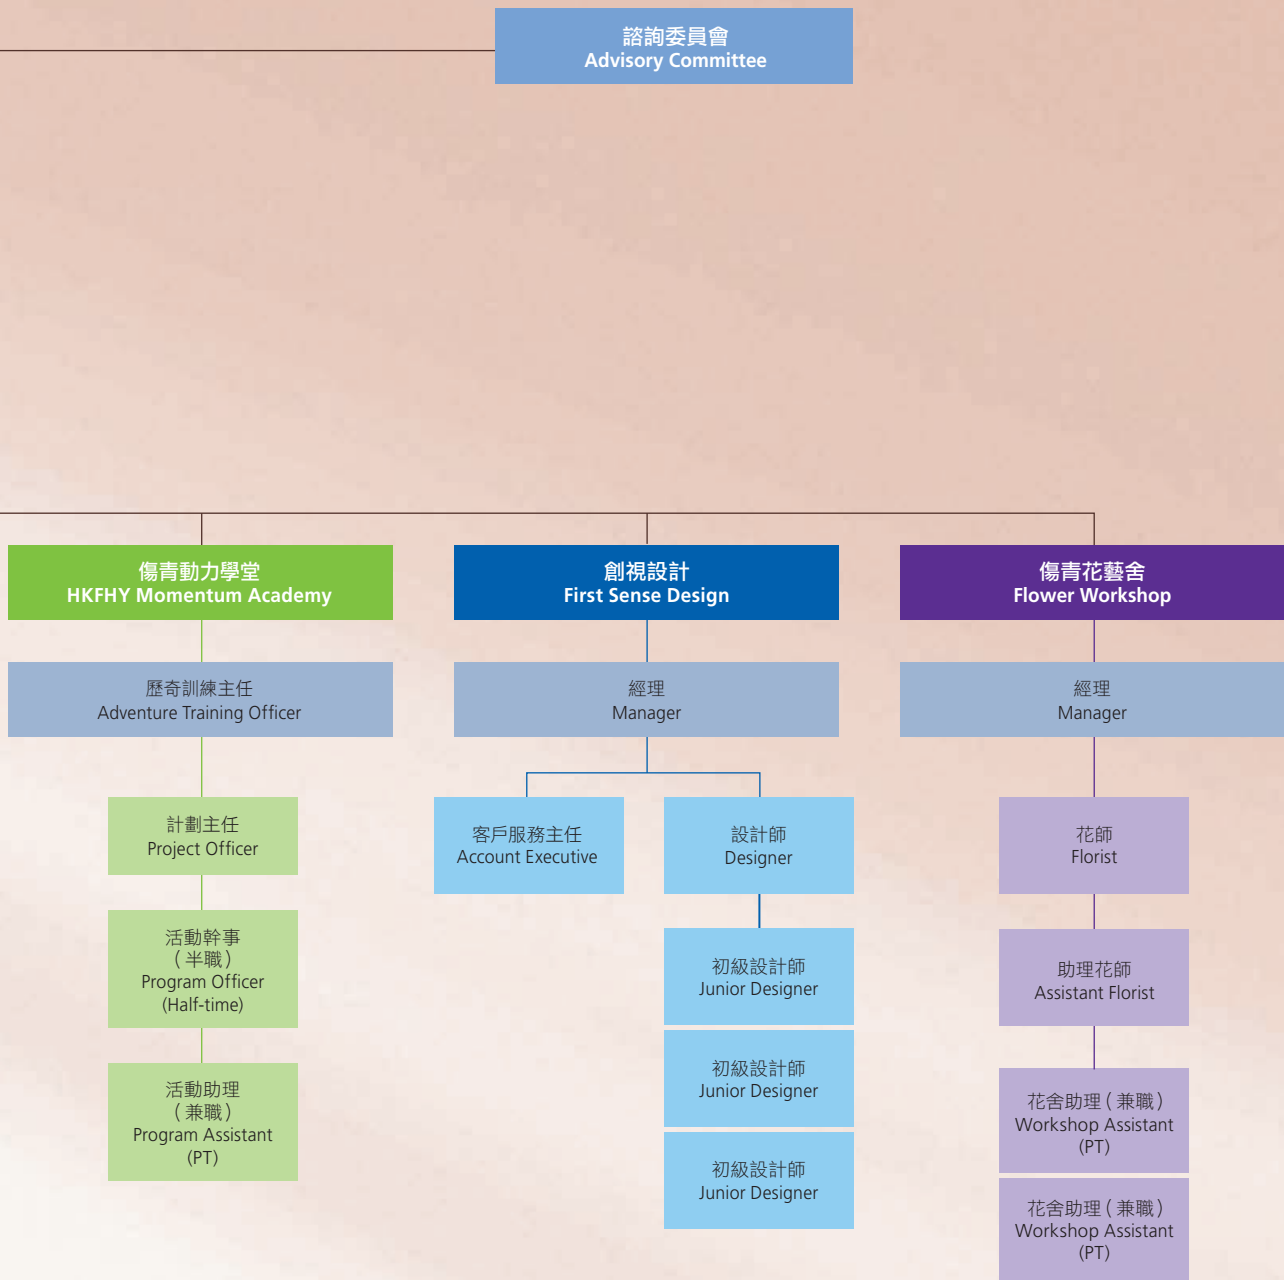 諮詢委員會
Advisory Committee
傷青動力學堂
HKFHY Momentum Academy
歷奇訓練主任
Adventure Training Officer
計劃主任
Project Officer
活動幹事
（半職）
Program Officer
(Half-time)
活動助理
（兼職）
Program Assistant
(PT)
創視設計
First Sense Design
經理
Manager
客戶服務主任
Account Executive
設計師
Designer
初級設計師
Junior Designer
初級設計師
Junior Designer
初級設計師
Junior Designer
傷青花藝舍
Flower Workshop
經理
Manager
花師
Florist
助理花師
Assistant Florist
花舍助理（兼職）
Workshop Assistant
(PT)
花舍助理（兼職）
Workshop Assistant
(PT)